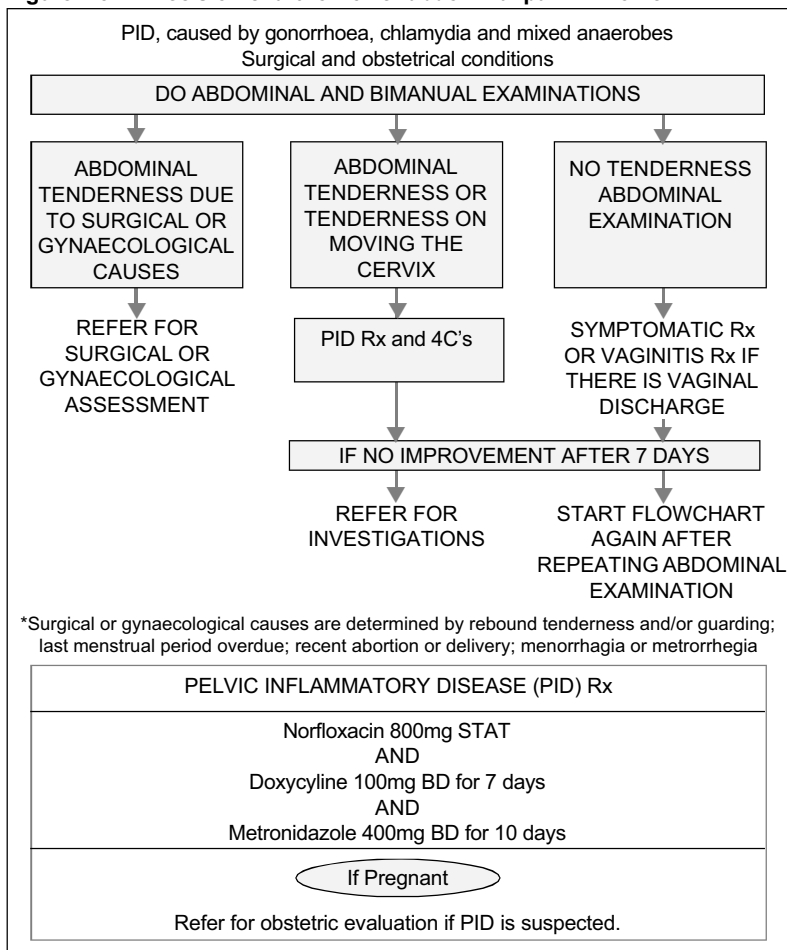 PID, caused by gonorrhoea, chlamydia and mixed anaerobes
Surgical and obstetrical conditions
DO ABDOMINAL AND BIMANUAL EXAMINATIONS
ABDOMINAL
TENDERNESS DUE
TO SURGICAL OR
GYNAECOLOGICAL
CAUSES
ABDOMINAL
TENDERNESS OR
TENDERNESS ON
MOVING THE
CERVIX
NO TENDERNESS
ABDOMINAL
EXAMINATION
REFER FOR
SURGICAL OR
GYNAECOLOGICAL
ASSESSMENT
PID Rx and 4C's
SYMPTOMATIC Rx
OR VAGINITIS Rx IF
THERE IS VAGINAL
DISCHARGE
IF NO IMPROVEMENT AFTER 7 DAYS
REFER FOR
INVESTIGATIONS
START FLOWCHART
AGAIN AFTER
REPEATING ABDOMINAL
EXAMINATION
*Surgical or gynaecological causes are determined by rebound tenderness and/or guarding;
last menstrual period overdue; recent abortion or delivery; menorrhagia or metrorrhegia
PELVIC INFLAMMATORY DISEASE (PID) Rx
Norfloxacin 800mg STAT
AND
Doxycyline 100mg BD for 7 days
AND
Metronidazole 400mg BD for 10 days
If Pregnant
Refer for obstetric evaluation if PID is suspected.